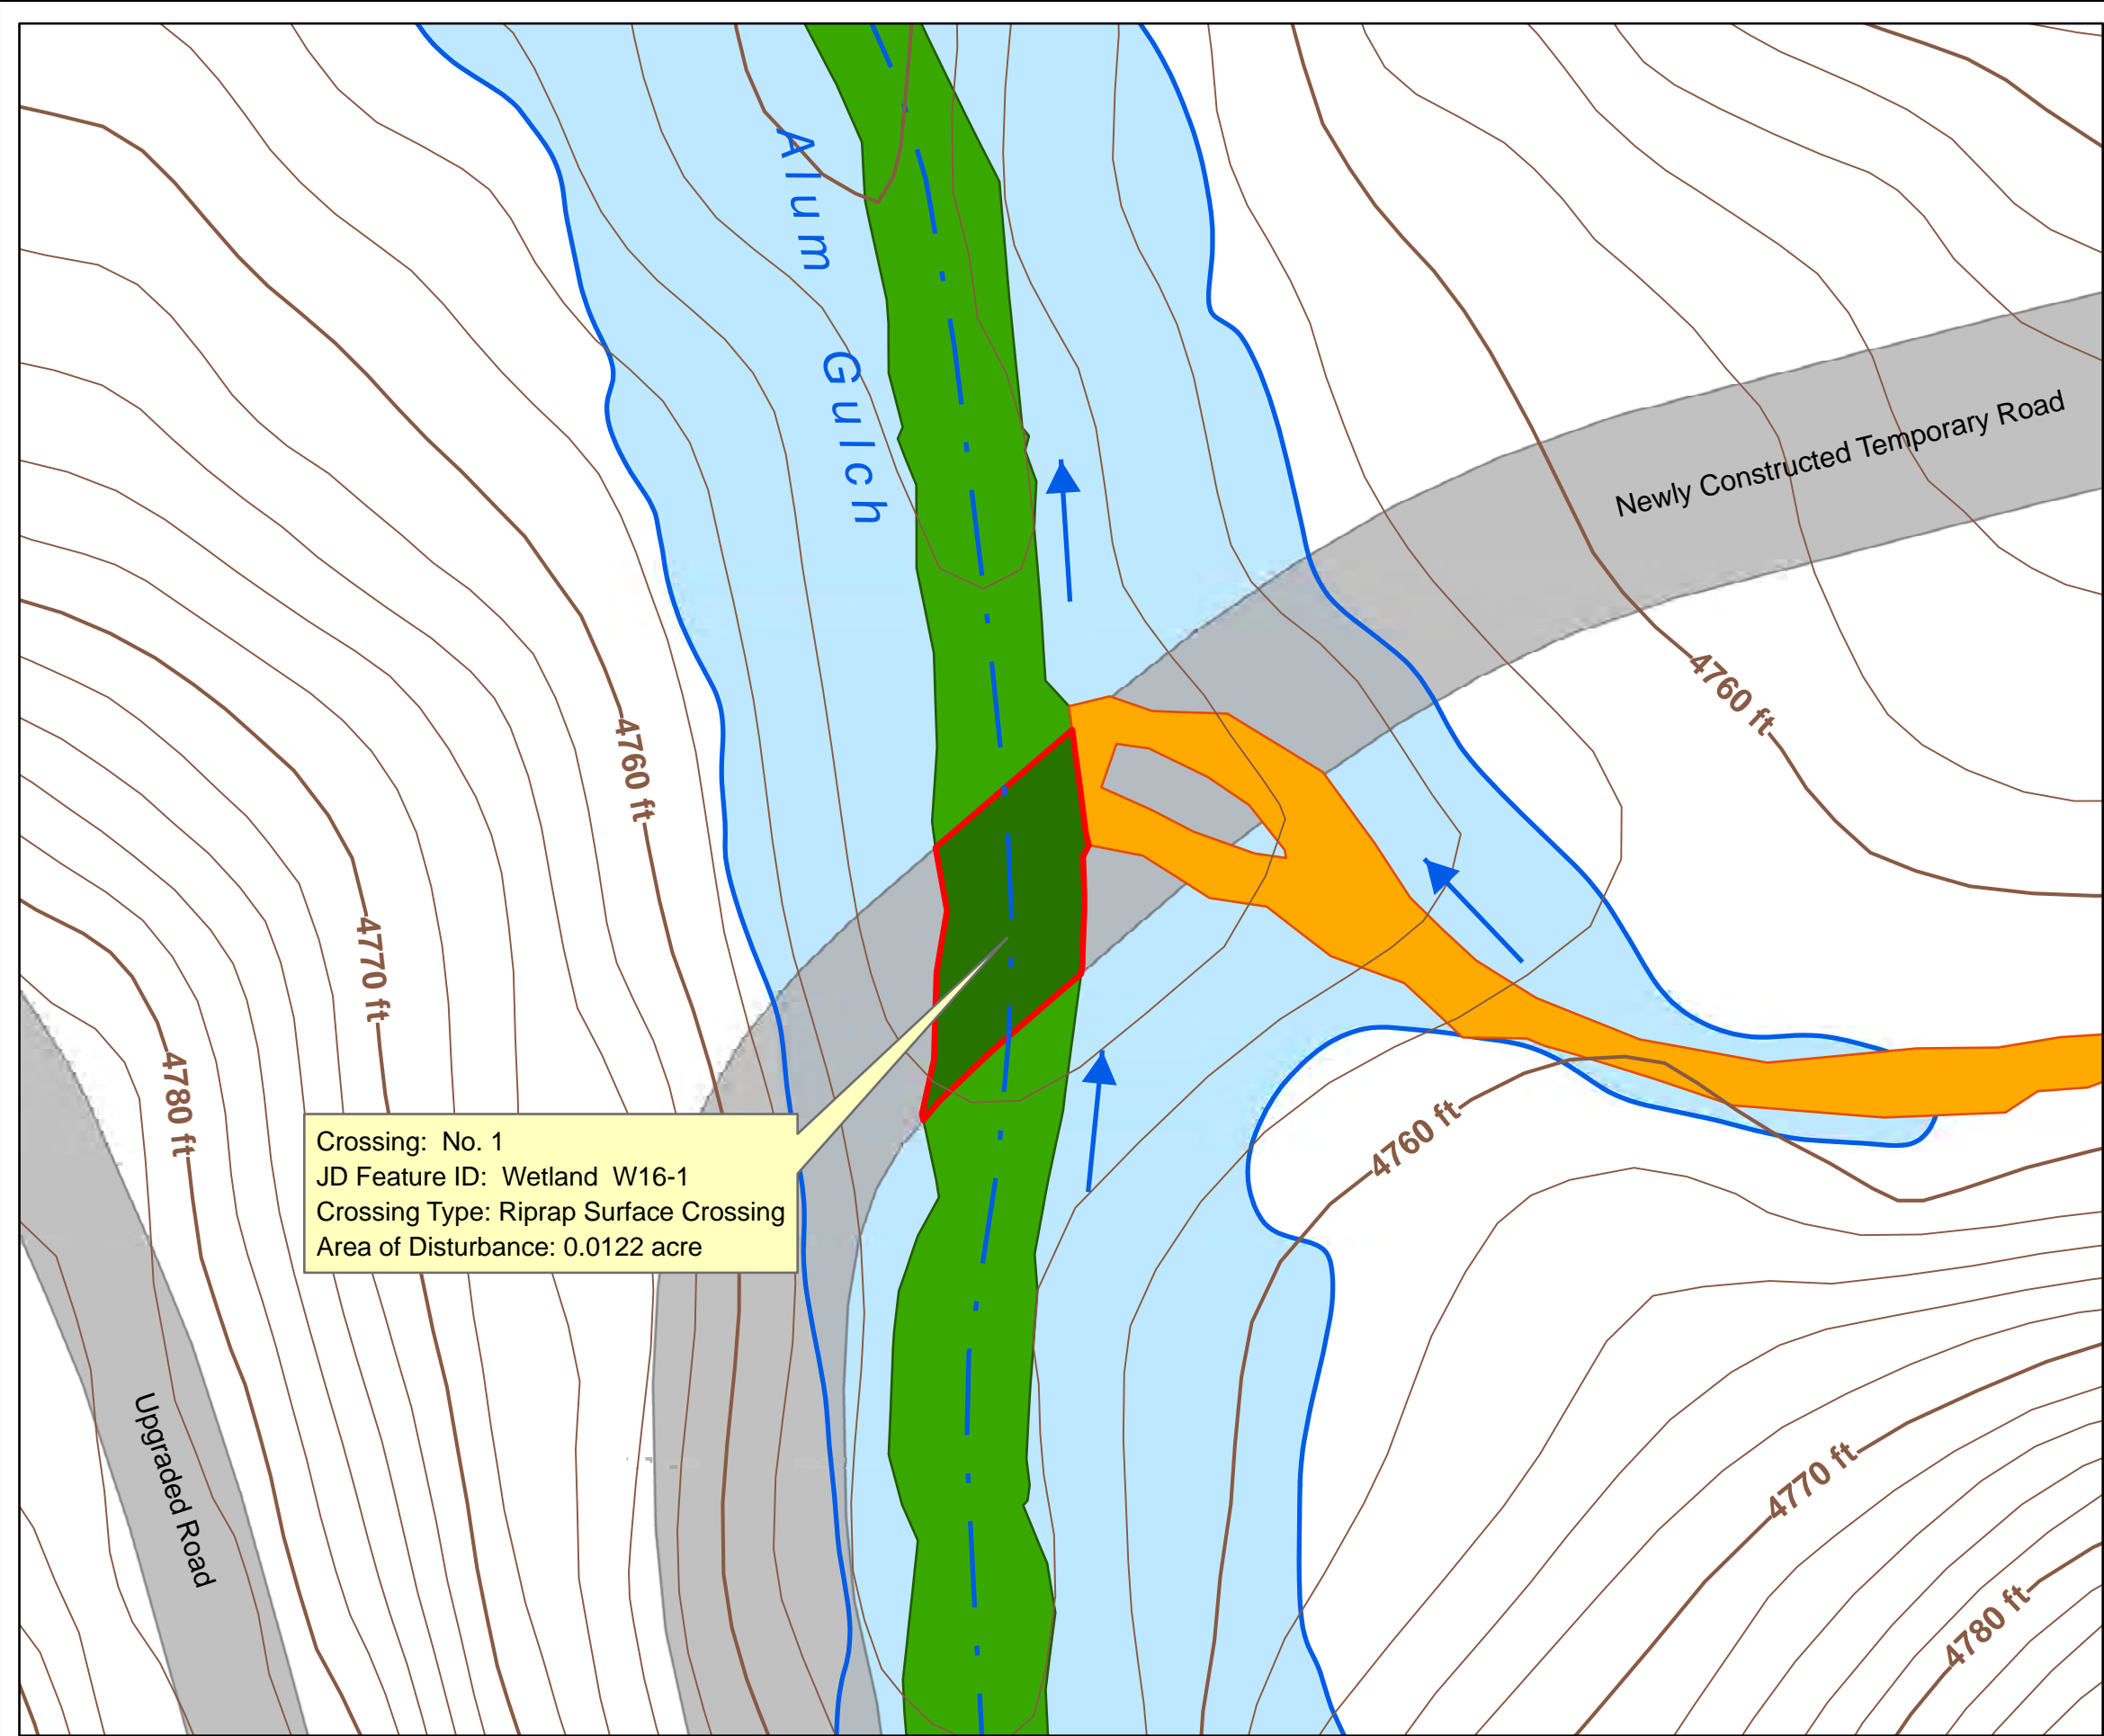 Alum Gulch
Newly Constructed Temporary Road
4760 ft
4760 ft
4770 ft
4780 ft
4760 ft
Crossing: No. 1
JD Feature ID: Wetland W16-1
Crossing Type: Riprap Surface Crossing
Area of Disturbance: 0.0122 acre
Upgraded Road
4770 ft
4780 ft